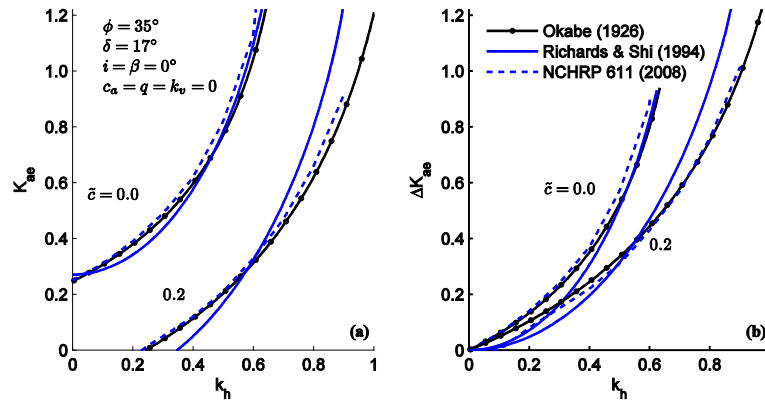 1.2
1.0
0.8
0.6
0.4
0.2
0
K_ae
0
0.2
0.4
0.6
0.8
1
k_h
ϕ = 35°
δ = 17°
i = β = 0°
c_a = q = k_v = 0
c̃ = 0.0
0.2
(a)
1.2
1.0
0.8
0.6
0.4
0.2
0
ΔK_ae
0
0.2
0.4
0.6
0.8
k_h
Okabe (1926)
Richards & Shi (1994)
NCHRP 611 (2008)
c̃ = 0.0
0.2
(b)